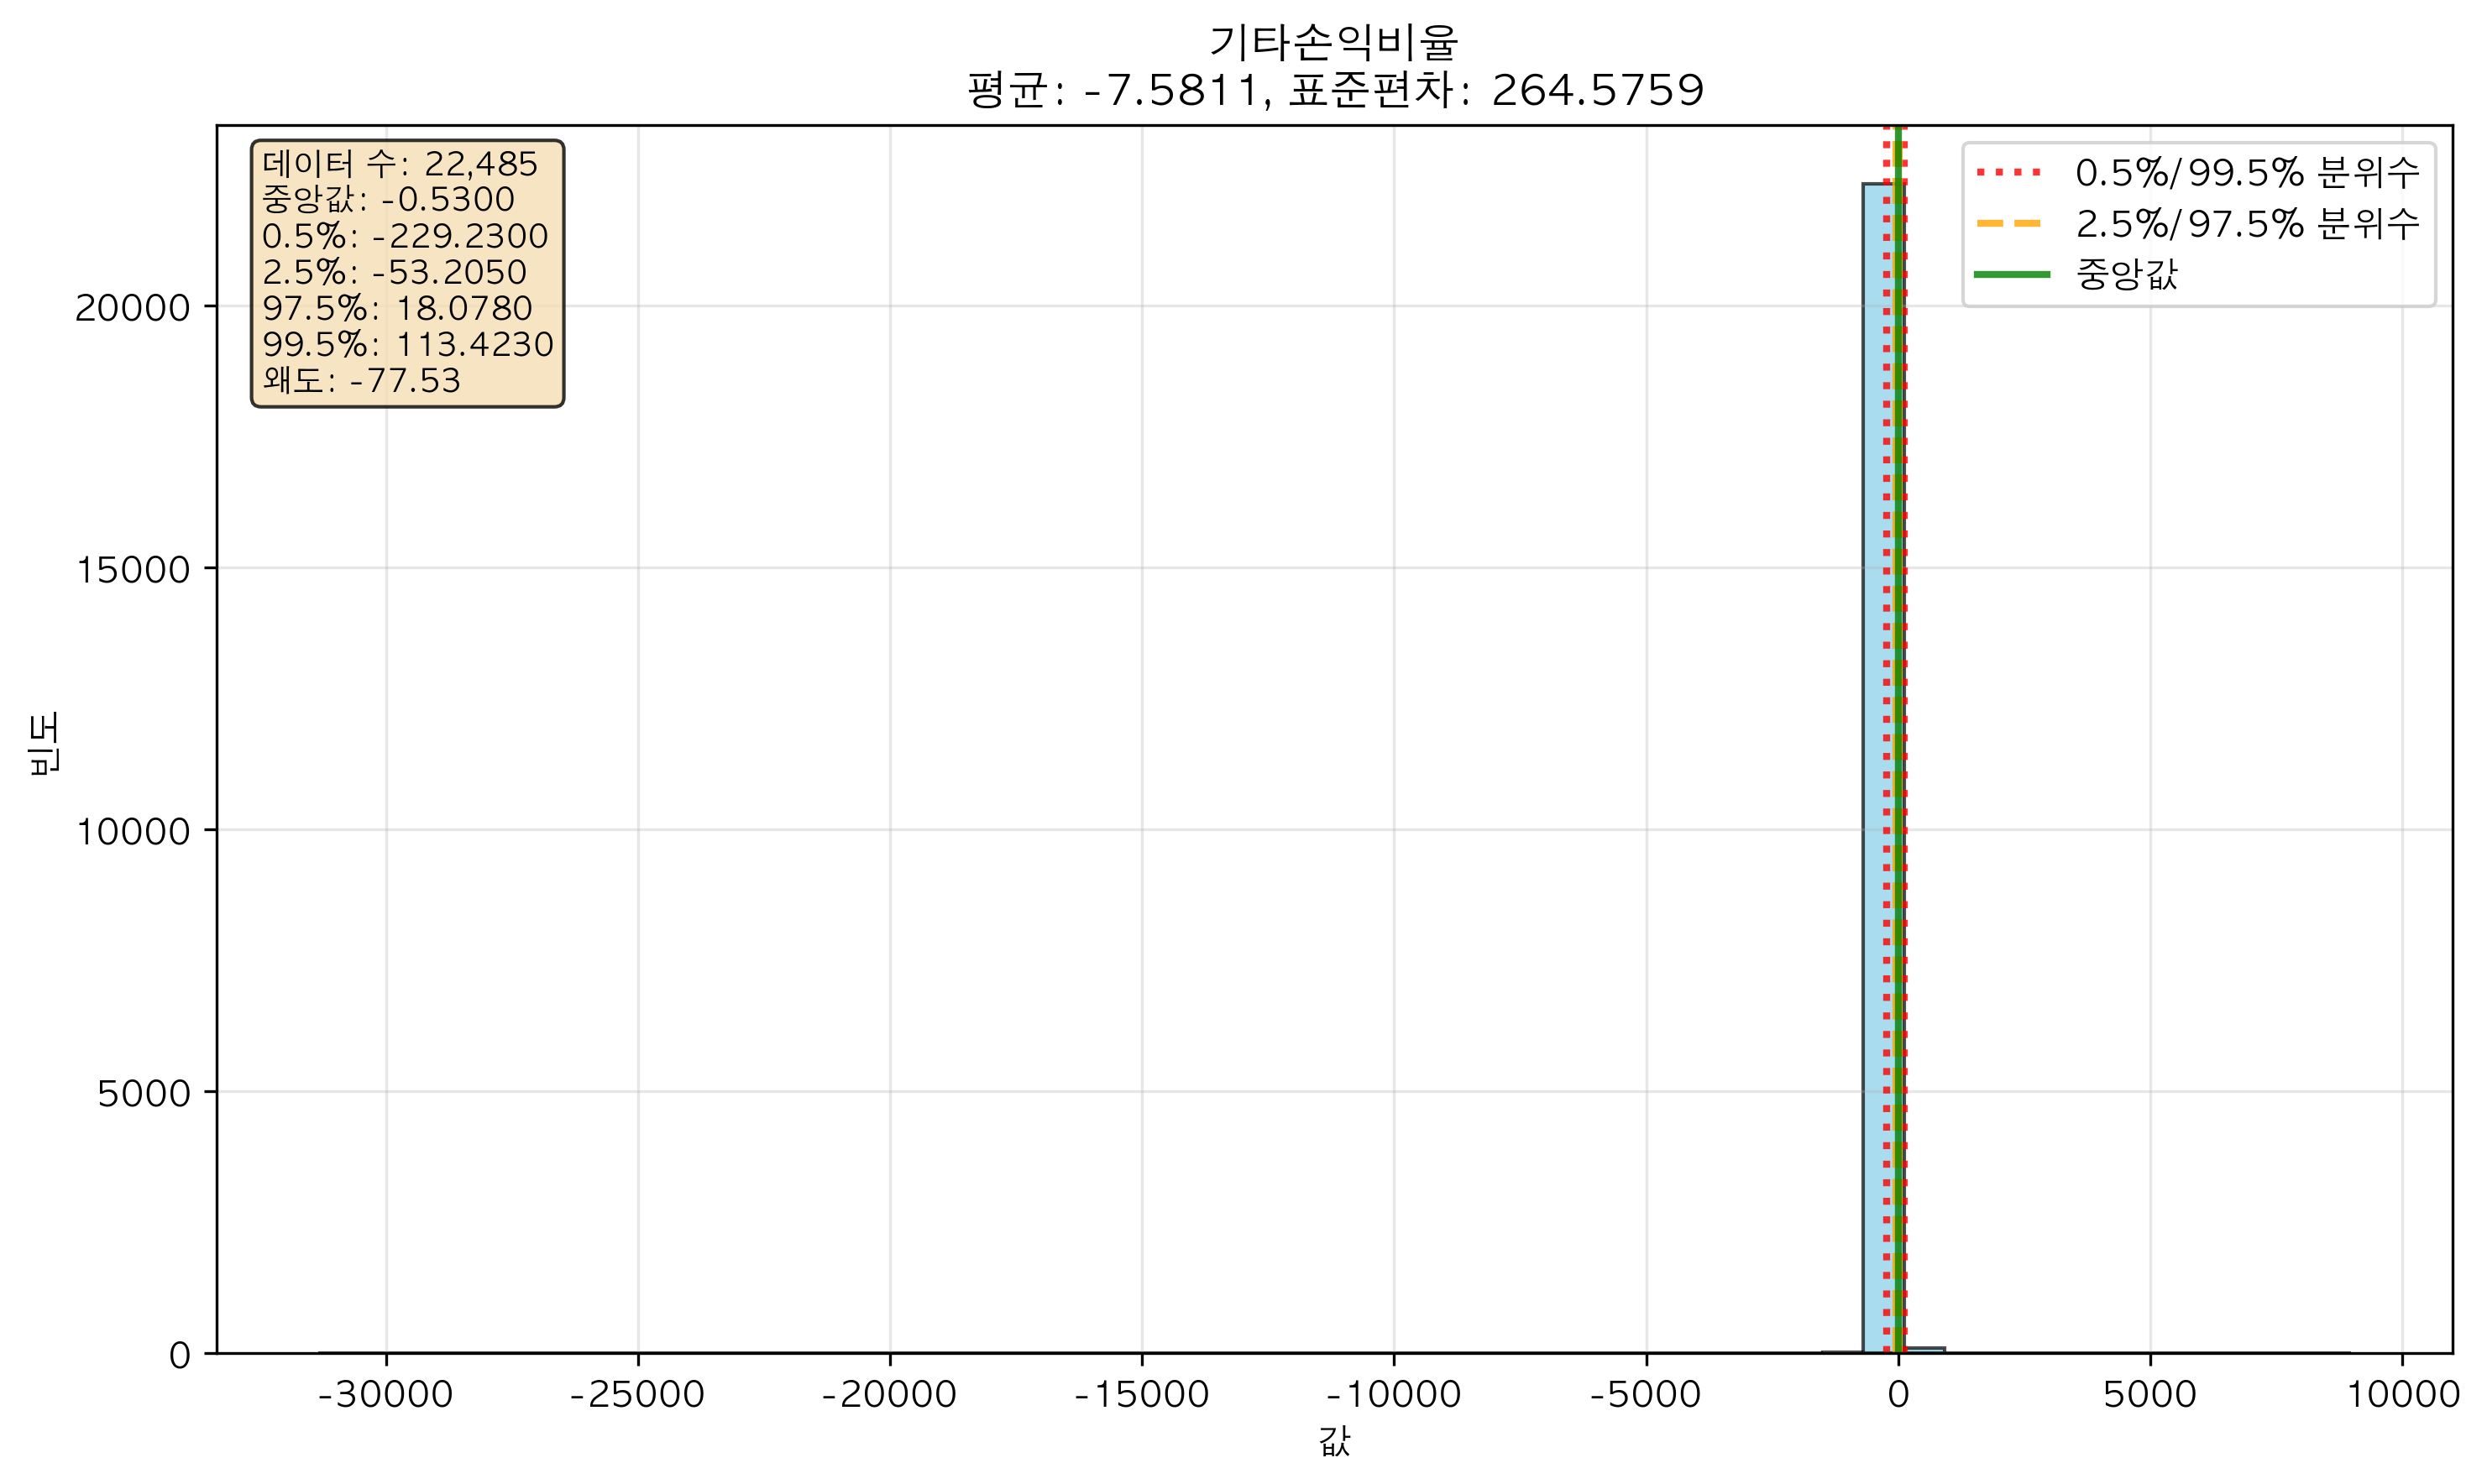 기타손익비율
평균: -7.5811, 표준편차: 264.5759
데이터 수: 22,485
중앙값: -0.5300
0.5%: -229.2300
2.5%: -53.2050
97.5%: 18.0780
99.5%: 113.4230
왜도: -77.53
0.5%/99.5% 분위수
2.5%/97.5% 분위수
중앙값
빈도
20000
15000
10000
5000
0
-30000
-25000
-20000
-15000
-10000
-5000
0
5000
10000
값